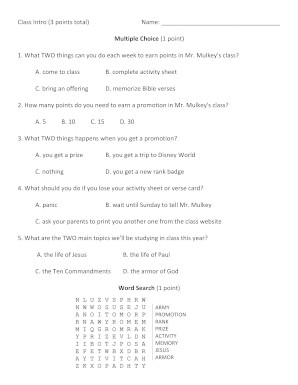 Class Intro (3 points total) Name: ____________________________
Multiple Choice (1 point)
1. What TWO things can you do each week to earn points in Mr. Mulkey's class?
A. come to class B. complete activity sheet
C. bring an offering D. memorize Bible verses
2. How many points do you need to earn a promotion in Mr. Mulkey's class?
A. 5 B. 10 C. 15 D. 30
3. What TWO things happens when you get a promotion?
A. you get a prize B. you get a trip to Disney World
C. nothing D. you get a new rank badge
4. What should you do if you lose your activity sheet or verse card?
A. panic B. wait until Sunday to tell Mr. Mulkey
C. ask your parents to print you another one from the class website
5. What are the TWO main topics we'll be studying in class this year?
A. the life of Jesus B. the life of Paul
C. the Ten Commandments D. the armor of God
Word Search (1 point)
N L U Z V S P H R W
N W W O S U S E J U ARMY
A N O I T O M O R P PROMOTION
R N A W Y R O M E M RANK
M I Q G R O M R A K PRIZE
Y P R I Z E V L D N ACTIVITY
I I B O T J P O S A MEMORY
E F E T W B X O R R JESUS
A Y T I V I T C A H ARMOR
Z K X O P A D H T Y